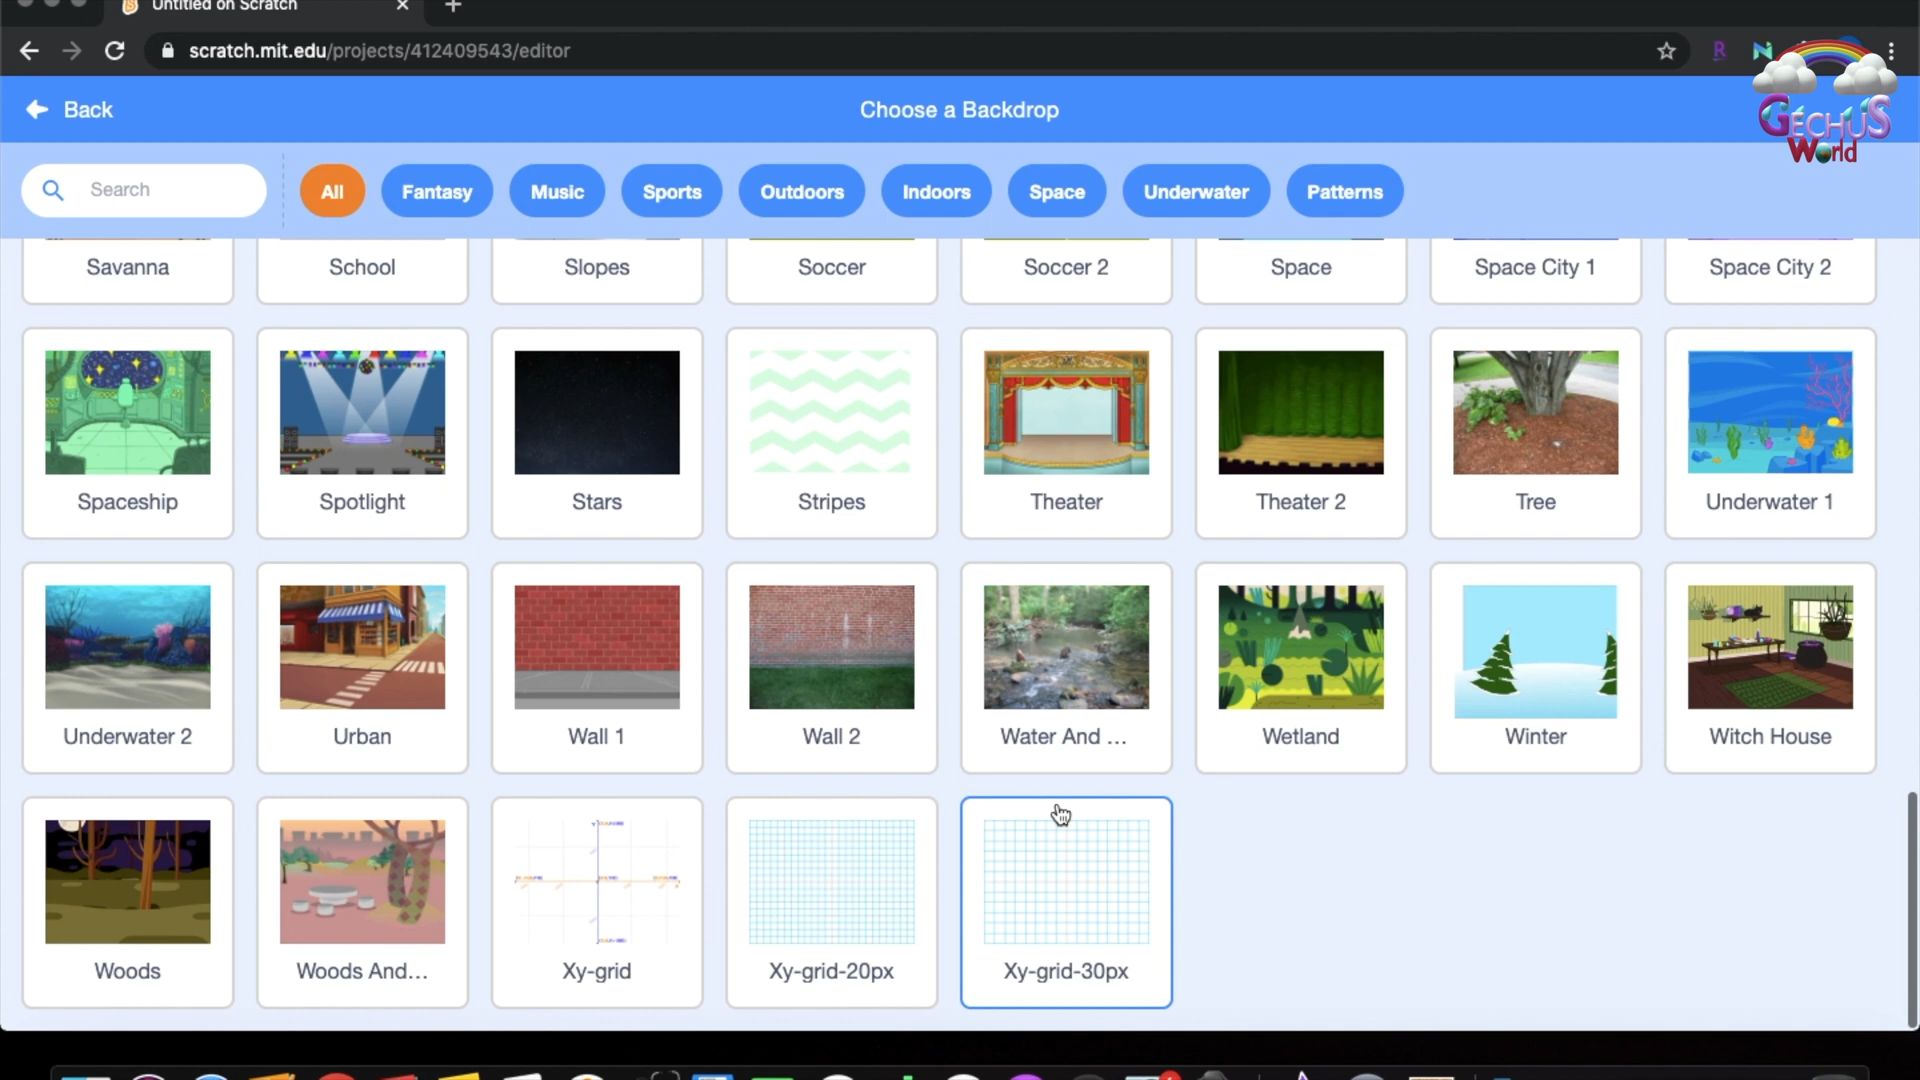 Untitled on Scratch
scratch.mit.edu/projects/412409543/editor
Back
Choose a Backdrop
GECHUS
World
Search
All
Fantasy
Music
Sports
Outdoors
Indoors
Space
Underwater
Patterns
Savanna
School
Slopes
Soccer
Soccer 2
Space
Space City 1
Space City 2
Spaceship
Spotlight
Stars
Stripes
Theater
Theater 2
Tree
Underwater 1
Underwater 2
Urban
Wall 1
Wall 2
Water And ...
Wetland
Winter
Witch House
Woods
Woods And...
Xy-grid
Xy-grid-20px
Xy-grid-30px